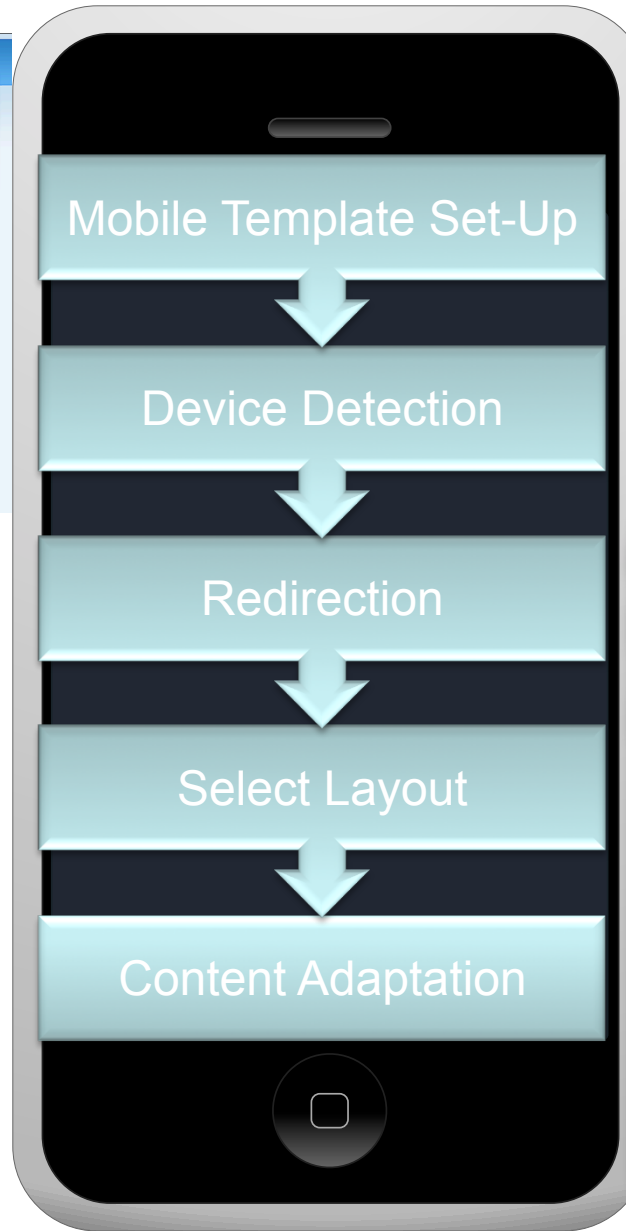 Mobile Template Set-Up
Device Detection
Redirection
Select Layout
Content Adaptation